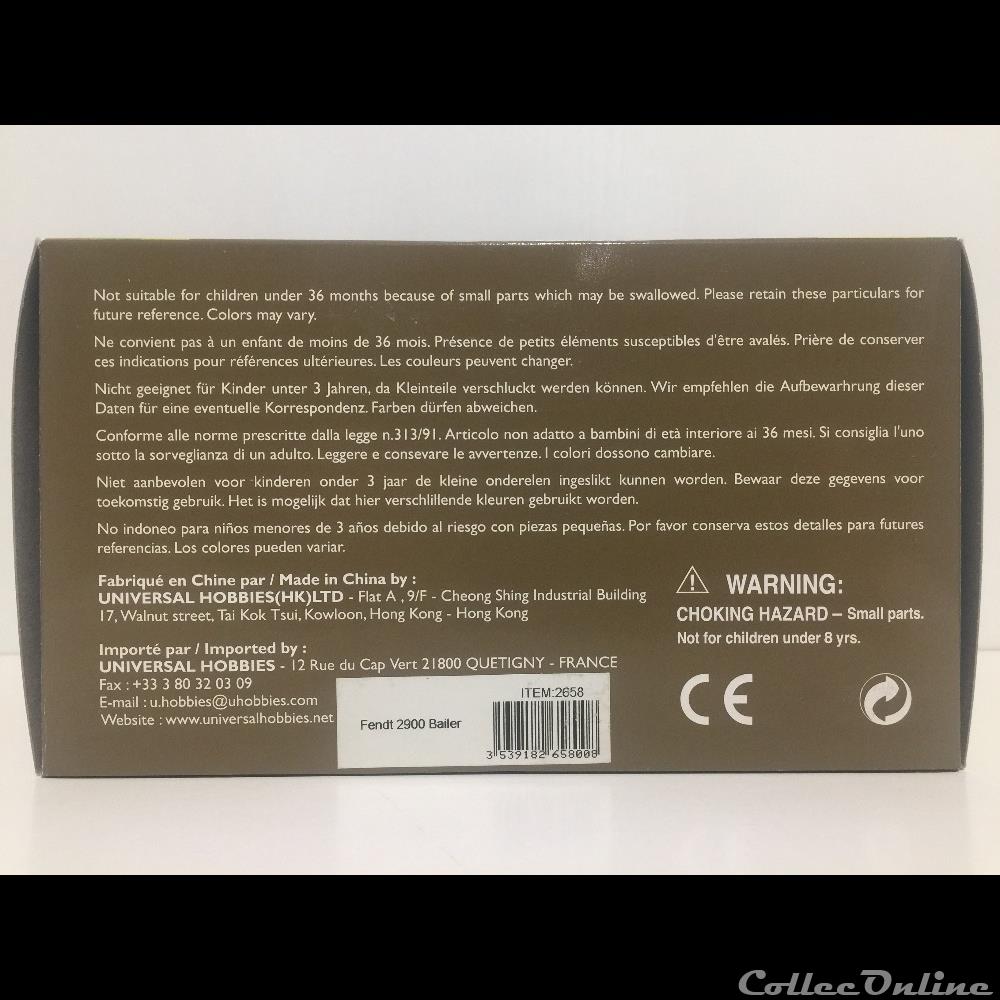 Not suitable for children under 36 months because of small parts which may be swallowed. Please retain these particulars for
future reference. Colors may vary.
Ne convient pas à un enfant de moins de 36 mois. Présence de petits éléments susceptibles d'être avalés. Prière de conserver
ces indications pour références ultérieures. Les couleurs peuvent changer.
Nicht geeignet für Kinder unter 3 Jahren, da Kleinteile verschluckt werden können. Wir empfehlen die Aufbewarhrung dieser
Daten für eine eventuelle Korrespondenz. Farben dürfen abweichen.
Conforme alle norme prescritte dalla legge n.313/91. Articolo non adatto a bambini di età interiore ai 36 mesi. Si consiglia l'uno
sotto la sorveglianza di un adulto. Leggere e consevare le avvertenze. I colori dossono cambiare.
Niet aanbevolen voor kinderen onder 3 jaar de kleine onderelen ingeslikt kunnen worden. Bewaar deze gegevens voor
toekomstig gebruik. Het is mogelijk dat hier verschlillende kleuren gebruikt worden.
No indoneo para niños menores de 3 años debido al riesgo con piezas pequeñas. Por favor conserva estos detalles para futures
referencias. Los colores pueden variar.
Fabriqué en Chine par / Made in China by :
UNIVERSAL HOBBIES(HK)LTD - Flat A , 9/F - Cheong Shing Industrial Building
17, Walnut street, Tai Kok Tsui, Kowloon, Hong Kong - Hong Kong
Importé par / Imported by :
UNIVERSAL HOBBIES - 12 Rue du Cap Vert 21800 QUETIGNY - FRANCE
Fax : +33 3 80 32 03 09
E-mail : u.hobbies@uhobbies.com
Website : www.universalhobbies.net
WARNING:
CHOKING HAZARD – Small parts.
Not for children under 8 yrs.
CE
ITEM:2658
Fendt 2900 Bailer
3 539182 658008
CollecOnline